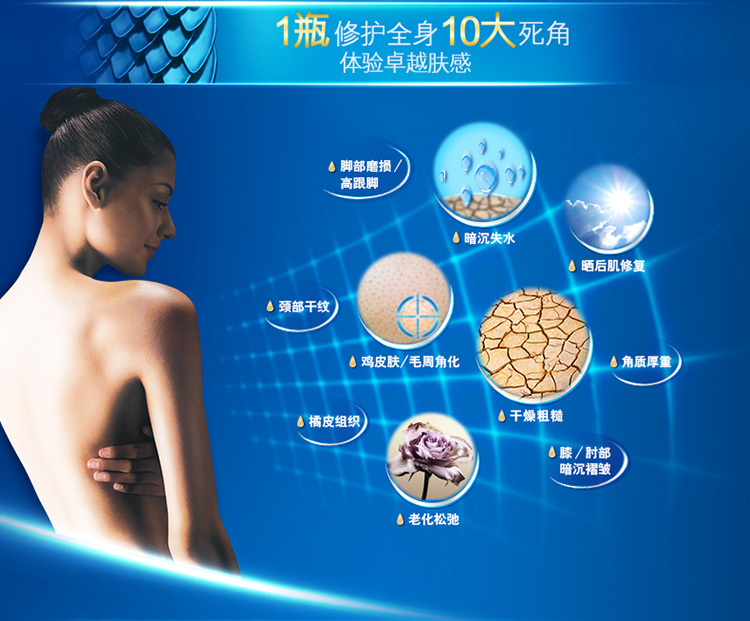 1瓶修护全身10大死角
体验卓越肤感
脚部磨损/
高跟脚
暗沉失水
晒后肌修复
颈部干纹
鸡皮肤/毛周角化
角质厚重
干燥粗糙
橘皮组织
膝/肘部
暗沉褶皱
老化松弛